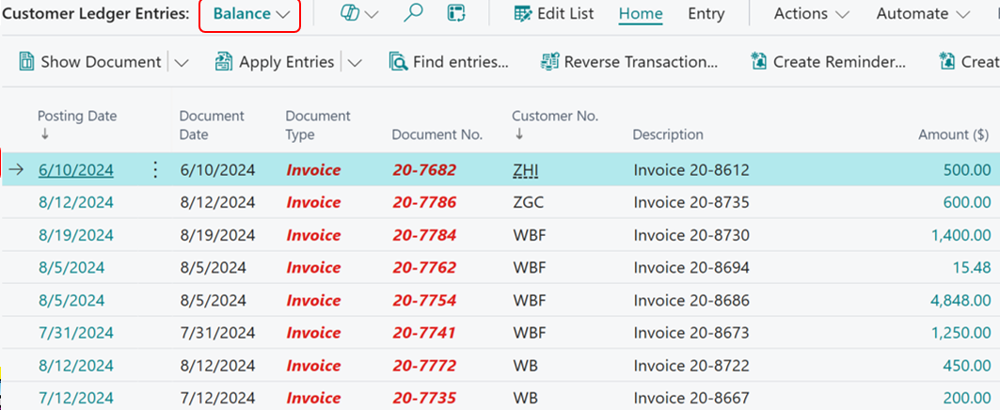 Customer Ledger Entries: Balance Edit List Home Entry Actions Automate
Show Document Apply Entries Find entries... Reverse Transaction... Create Reminder... Creat
Posting Date Document Date Document Type Document No. Customer No. Description Amount ($)
6/10/2024 6/10/2024 Invoice 20-7682 ZHI Invoice 20-8612 500.00
8/12/2024 8/12/2024 Invoice 20-7786 ZGC Invoice 20-8735 600.00
8/19/2024 8/19/2024 Invoice 20-7784 WBF Invoice 20-8730 1,400.00
8/5/2024 8/5/2024 Invoice 20-7762 WBF Invoice 20-8694 15.48
8/5/2024 8/5/2024 Invoice 20-7754 WBF Invoice 20-8686 4,848.00
7/31/2024 7/31/2024 Invoice 20-7741 WBF Invoice 20-8673 1,250.00
8/12/2024 8/12/2024 Invoice 20-7772 WB Invoice 20-8722 450.00
7/12/2024 7/12/2024 Invoice 20-7735 WB Invoice 20-8667 200.00